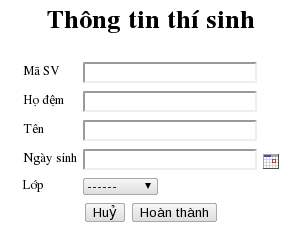 Thông tin thí sinh
Mã SV
Họ đệm
Tên
Ngày sinh
Lớp ------
Huỷ Hoàn thành